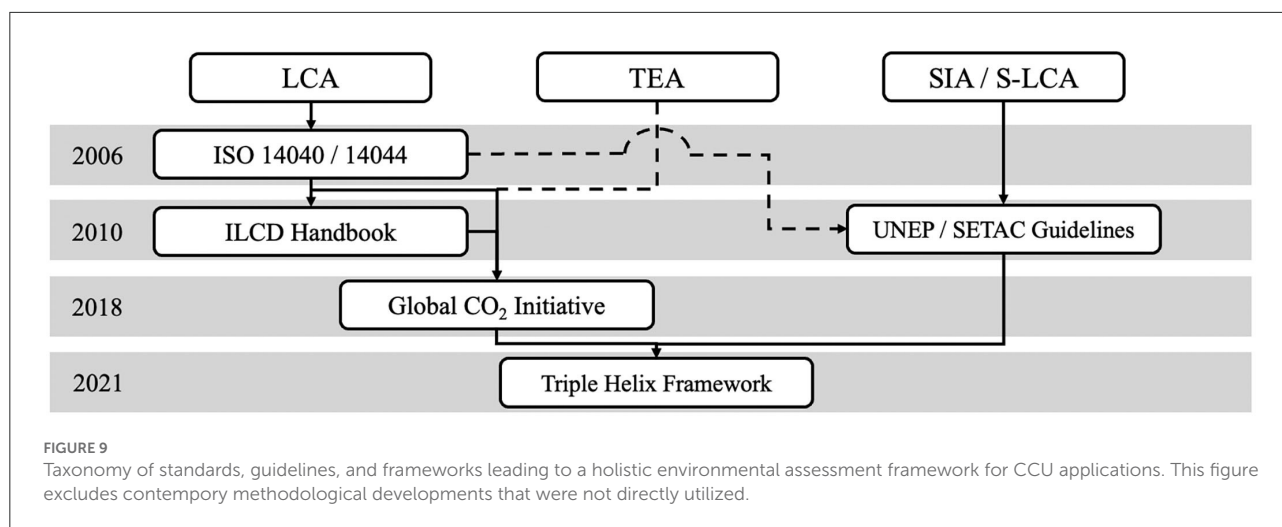 LCA
TEA
SIA / S-LCA
2006
ISO 14040 / 14044
2010
ILCD Handbook
UNEP / SETAC Guidelines
2018
Global CO₂ Initiative
2021
Triple Helix Framework
FIGURE 9
Taxonomy of standards, guidelines, and frameworks leading to a holistic environmental assessment framework for CCU applications. This figure
excludes contempory methodological developments that were not directly utilized.